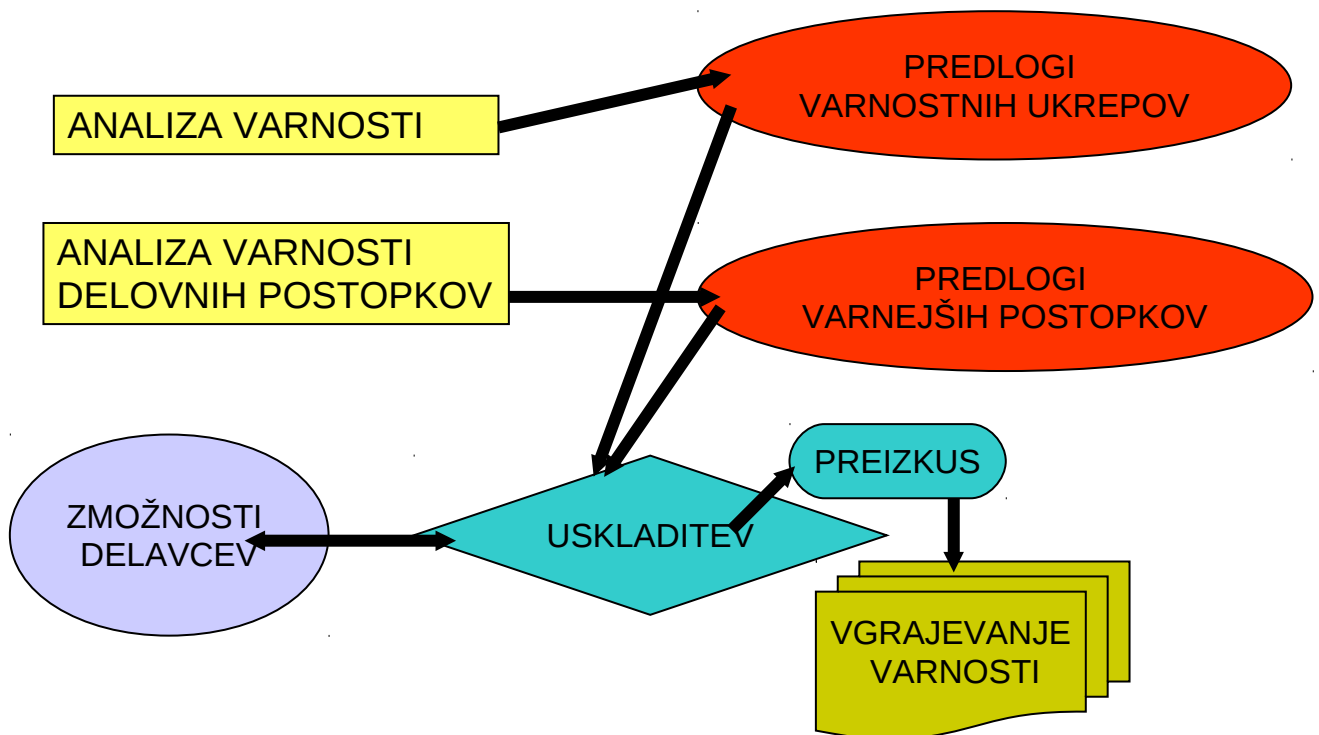 ANALIZA VARNOSTI
PREDLOGI
VARNOSTNIH UKREPOV
ANALIZA VARNOSTI
DELOVNIH POSTOPKOV
PREDLOGI
VARNEJŠIH POSTOPKOV
ZMOŽNOSTI
DELAVCEV
USKLADITEV
PREIZKUS
VGRAJEVANJE
VARNOSTI